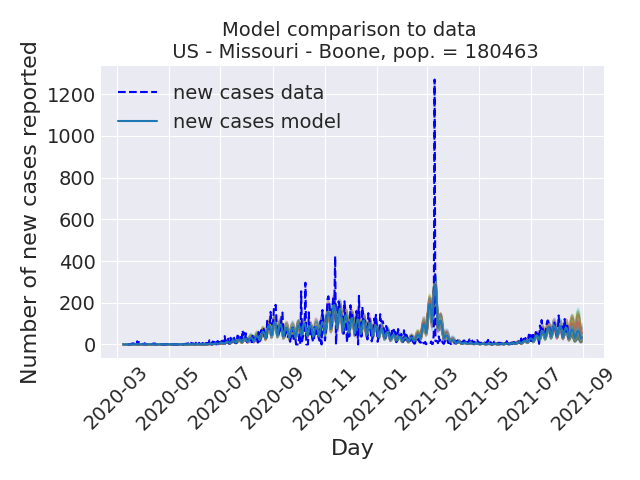 Model comparison to data
US - Missouri - Boone, pop. = 180463
Number of new cases reported
1200
1000
800
600
400
200
0
new cases data
new cases model
2020-03
2020-05
2020-07
2020-09
2020-11
2021-01
2021-03
2021-05
2021-07
2021-09
Day